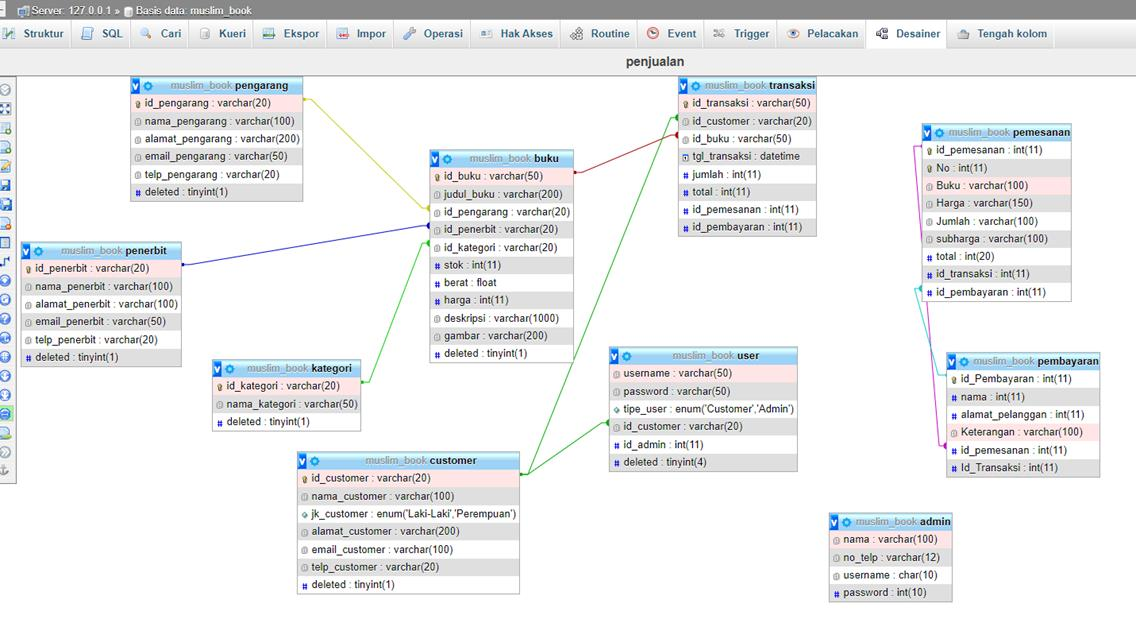 Server: 127.0.0.1 » Basis data: muslim_book
Struktur SQL Cari Kueri Ekspor Impor Operasi Hak Akses Routine Event Trigger Pelacakan Desainer Tengah kolom
penjualan
muslim_book pengarang
id_pengarang : varchar(20)
nama_pengarang : varchar(100)
alamat_pengarang : varchar(200)
email_pengarang : varchar(50)
telp_pengarang : varchar(20)
deleted : tinyint(1)
muslim_book penerbit
id_penerbit : varchar(20)
nama_penerbit : varchar(100)
alamat_penerbit : varchar(100)
email_penerbit : varchar(50)
telp_penerbit : varchar(20)
deleted : tinyint(1)
muslim_book kategori
id_kategori : varchar(20)
nama_kategori : varchar(50)
deleted : tinyint(1)
muslim_book buku
id_buku : varchar(50)
judul_buku : varchar(200)
id_pengarang : varchar(20)
id_penerbit : varchar(20)
id_kategori : varchar(20)
stok : int(11)
berat : float
harga : int(11)
deskripsi : varchar(1000)
gambar : varchar(200)
deleted : tinyint(1)
muslim_book customer
id_customer : varchar(20)
nama_customer : varchar(100)
jk_customer : enum('Laki-Laki','Perempuan')
alamat_customer : varchar(200)
email_customer : varchar(100)
telp_customer : varchar(20)
deleted : tinyint(1)
muslim_book transaksi
id_transaksi : varchar(50)
id_customer : varchar(20)
id_buku : varchar(50)
tgl_transaksi : datetime
jumlah : int(11)
total : int(11)
id_pemesanan : int(11)
id_pembayaran : int(11)
muslim_book user
username : varchar(50)
password : varchar(50)
tipe_user : enum('Customer','Admin')
id_customer : varchar(20)
id_admin : int(11)
deleted : tinyint(4)
muslim_book pemesanan
id_pemesanan : int(11)
No : int(11)
Buku : varchar(100)
Harga : varchar(150)
Jumlah : varchar(100)
subharga : varchar(100)
total : int(20)
id_transaksi : int(11)
id_pembayaran : int(11)
muslim_book pembayaran
id_Pembayaran : int(11)
nama : int(11)
alamat_pelanggan : int(11)
Keterangan : varchar(100)
id_pemesanan : int(11)
Id_Transaksi : int(11)
muslim_book admin
nama : varchar(100)
no_telp : varchar(12)
username : char(10)
password : int(10)